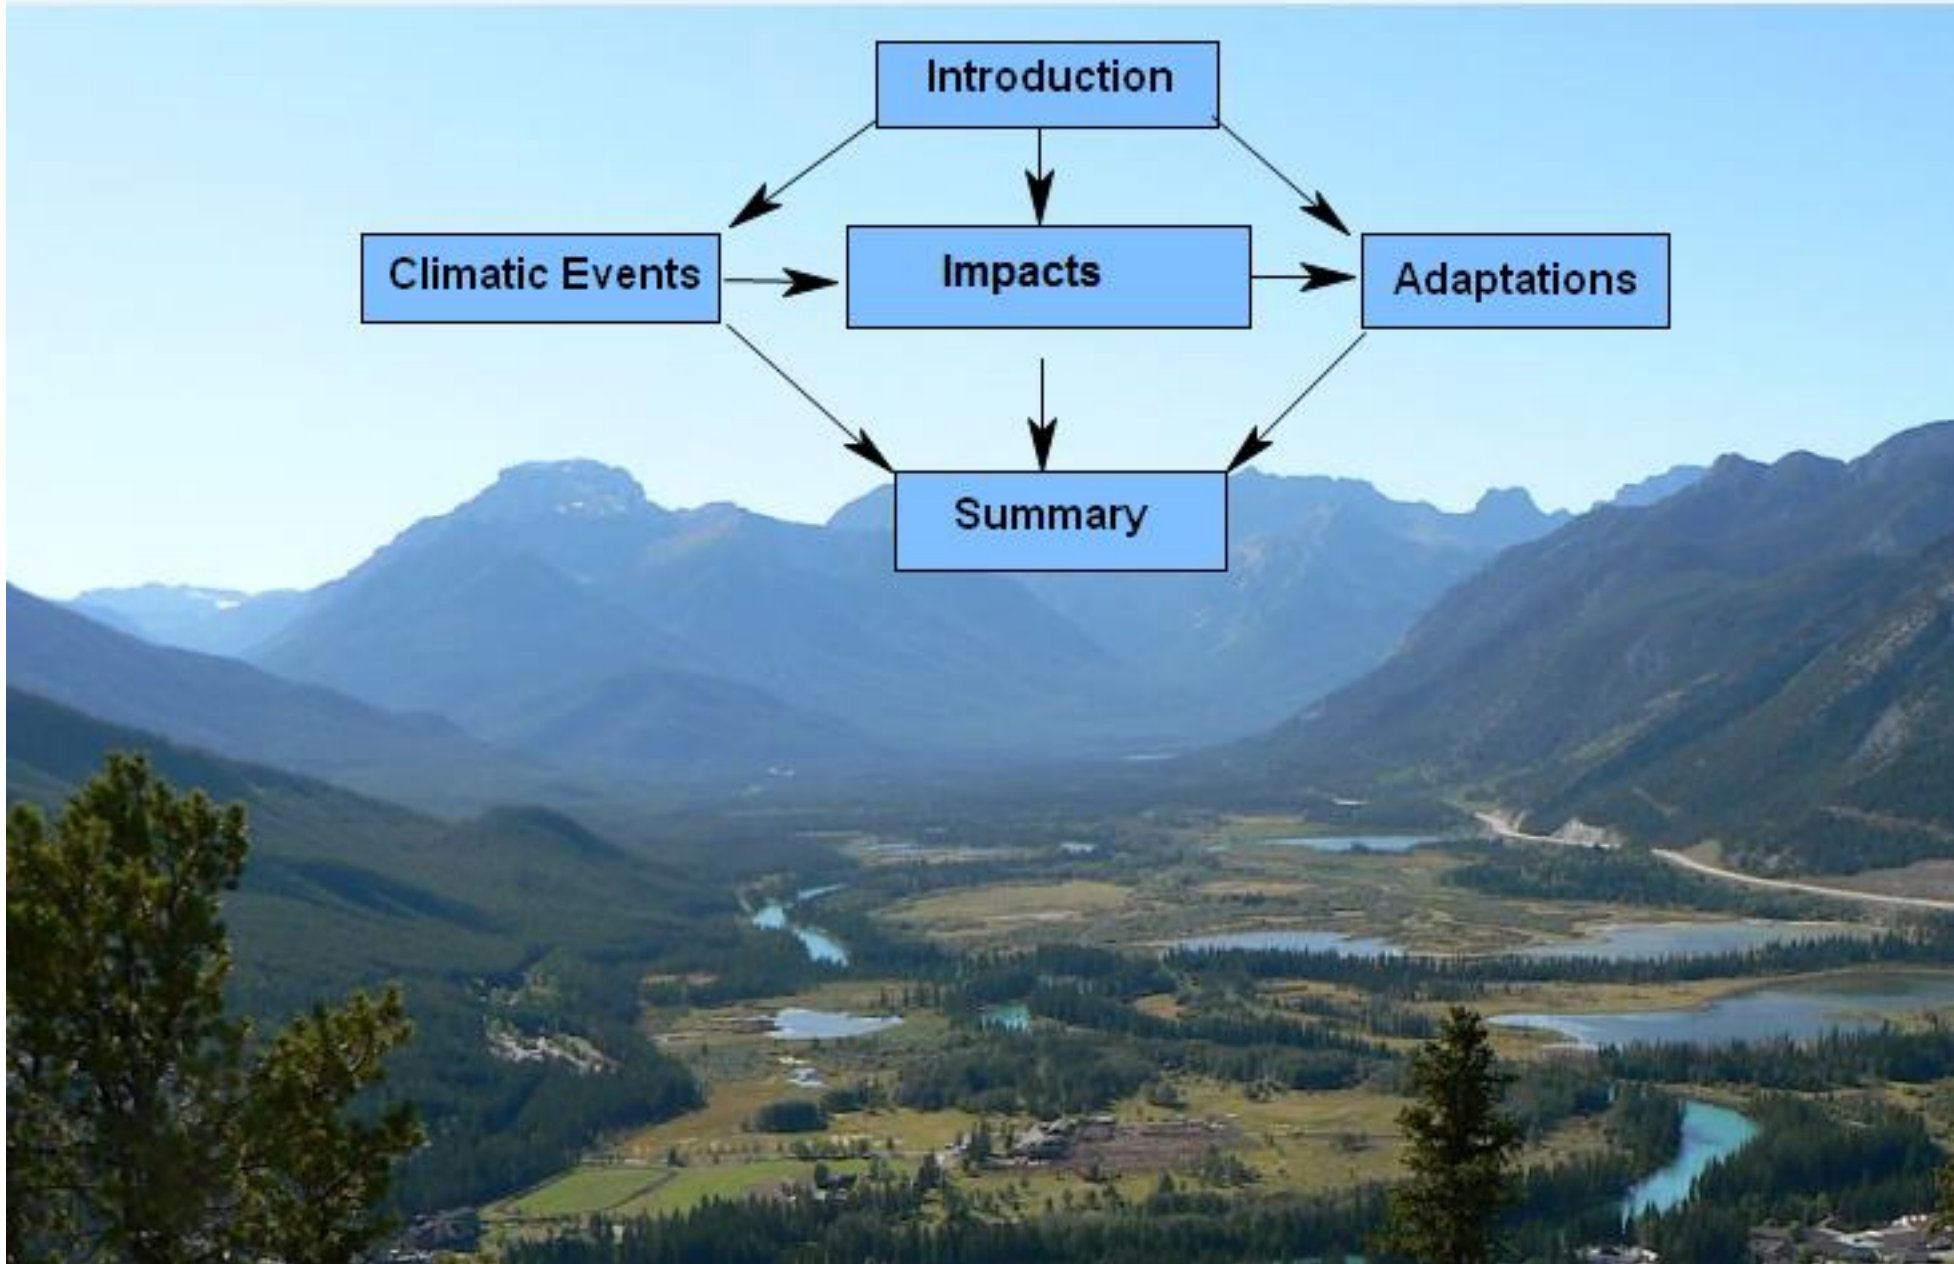 Introduction
Climatic Events
Impacts
Adaptations
Summary